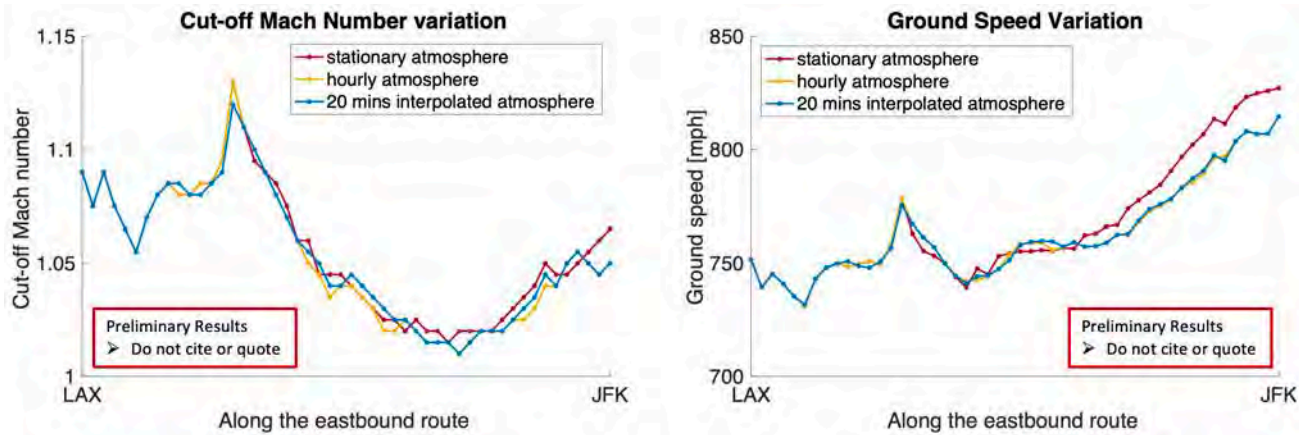 Cut-off Mach Number variation
1.15
1.1
1.05
1
Cut-off Mach number
stationary atmosphere
hourly atmosphere
20 mins interpolated atmosphere
Preliminary Results
➢ Do not cite or quote
LAX
JFK
Along the eastbound route
Ground Speed Variation
850
800
750
700
Ground speed [mph]
stationary atmosphere
hourly atmosphere
20 mins interpolated atmosphere
Preliminary Results
➢ Do not cite or quote
LAX
JFK
Along the eastbound route